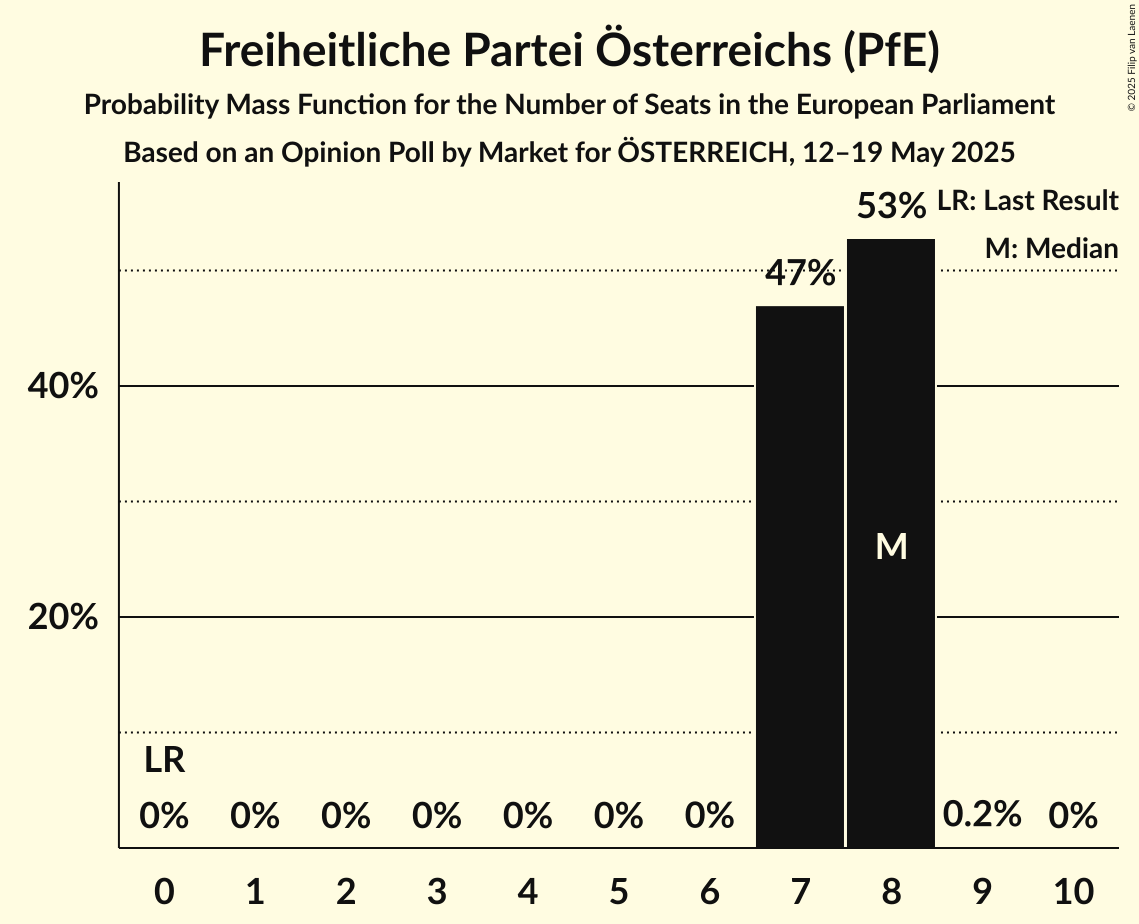 Freiheitliche Partei Österreichs (PfE)
Probability Mass Function for the Number of Seats in the European Parliament
Based on an Opinion Poll by Market for ÖSTERREICH, 12–19 May 2025
© 2025 Filip van Laenen
LR: Last Result
M: Median
53%
47%
40%
20%
M
LR
0% 0% 0% 0% 0% 0% 0% 0.2% 0%
0 1 2 3 4 5 6 7 8 9 10